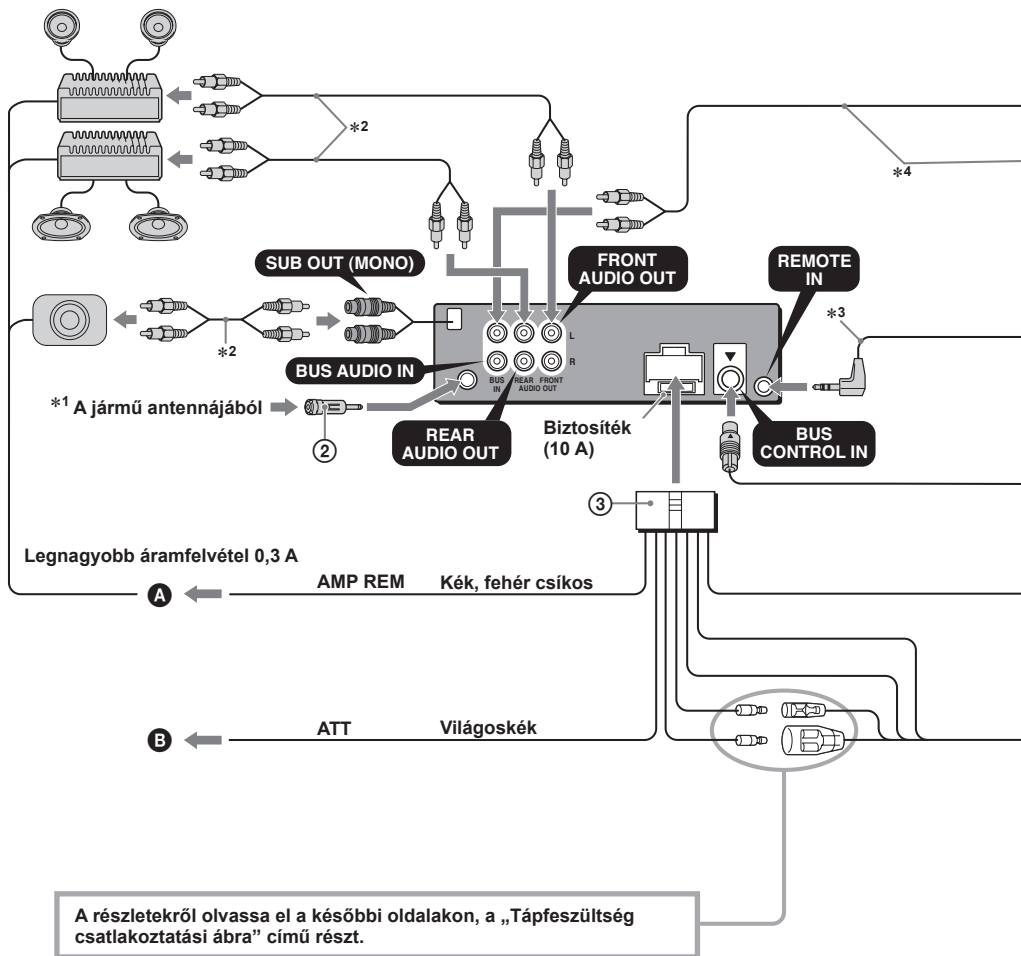 *2
*4
SUB OUT (MONO)
FRONT
AUDIO OUT
REMOTE
IN
*3
*2
L
BUS AUDIO IN
R
BUS
IN
REAR
FRONT
AUDIO OUT
*1 A jármű antennájából
2
REAR
AUDIO OUT
Biztosíték
(10 A)
BUS
CONTROL IN
3
Legnagyobb áramfelvétel 0,3 A
A
AMP REM
Kék, fehér csíkos
B
ATT
Világoskék
A részletekről olvassa el a későbbi oldalakon, a „Tápfeszültség
csatlakoztatási ábra” című részt.